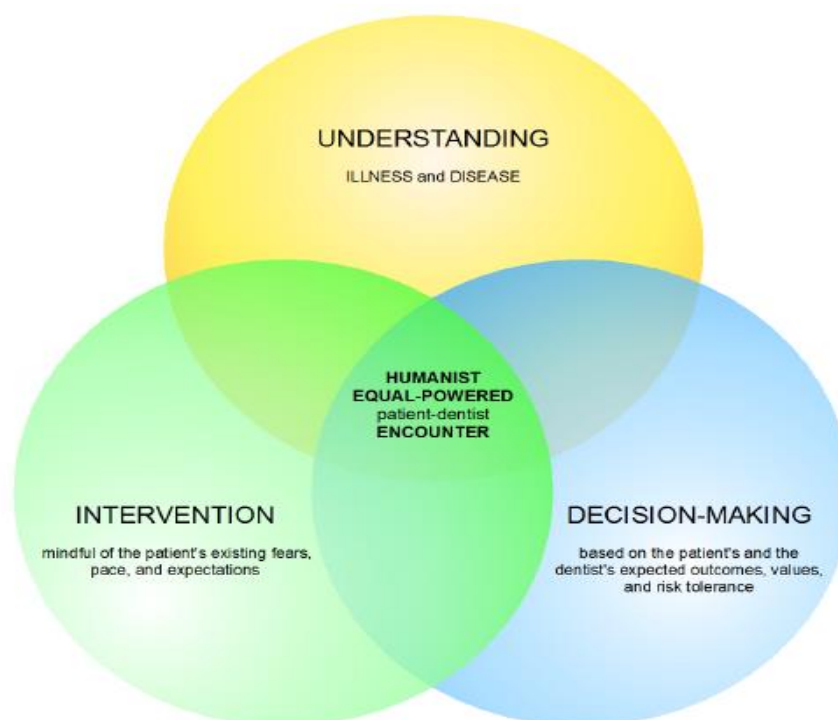 UNDERSTANDING
ILLNESS and DISEASE
HUMANIST
EQUAL-POWERED
patient-dentist
ENCOUNTER
INTERVENTION
mindful of the patient's existing fears,
pace, and expectations
DECISION-MAKING
based on the patient's and the
dentist's expected outcomes, values,
and risk tolerance